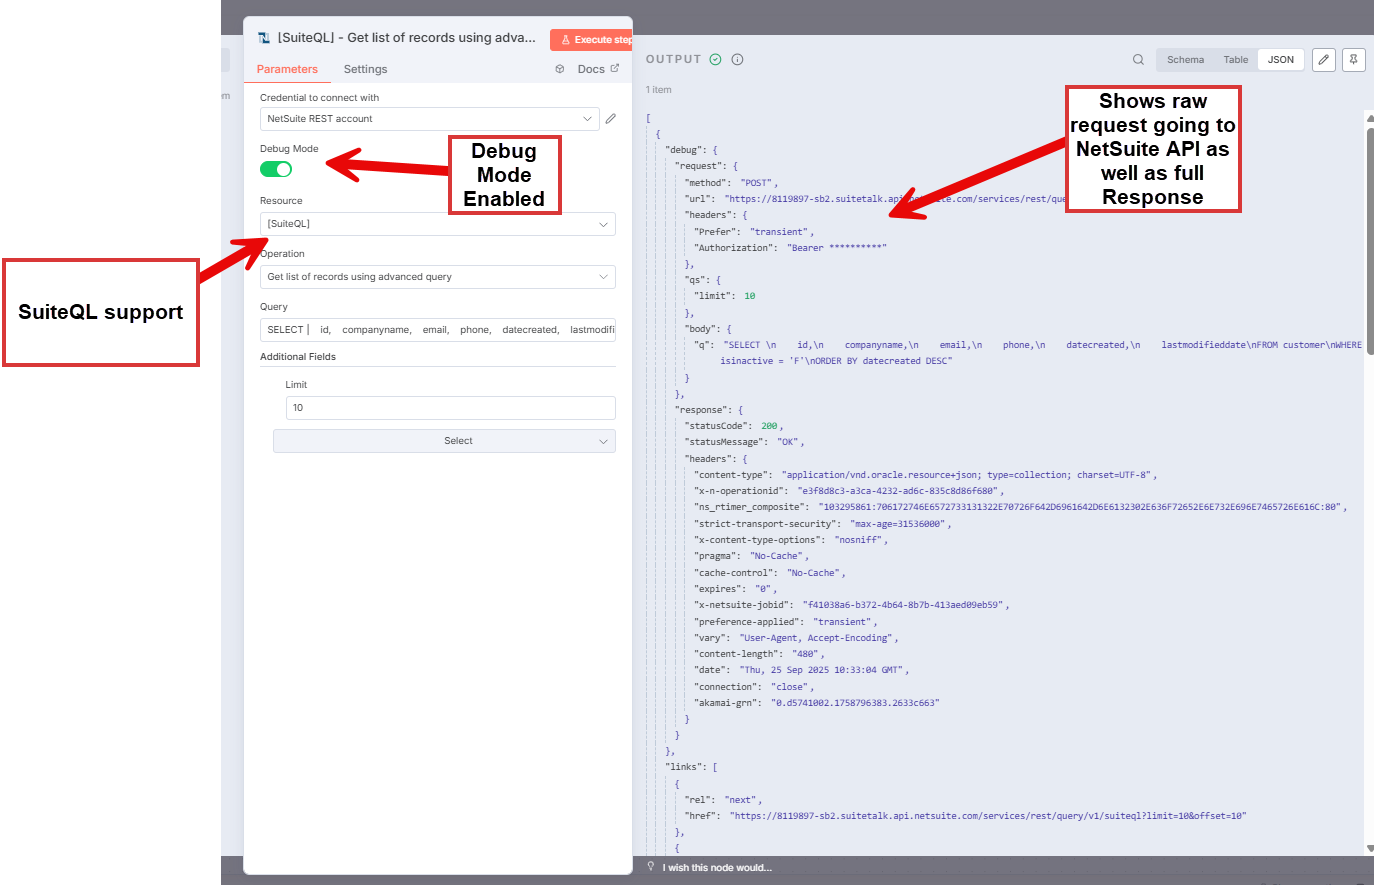 [SuiteQL] - Get list of records using adva...
Execute step
Parameters
Settings
Docs
Credential to connect with
NetSuite REST account
Debug Mode
Debug
Mode
Enabled
Resource
[SuiteQL]
SuiteQL support
Operation
Get list of records using advanced query
Query
SELECT id, companyname, email, phone, datecreated, lastmodifi
Additional Fields
Limit
10
Select
OUTPUT
Schema
Table
JSON
1 item
Shows raw
request going to
NetSuite API as
well as full
Response
[
{
"debug": {
"request": {
"method": "POST",
"url": "https://8119897-sb2.suitetalk.api.netsuite.com/services/rest/que
"headers": {
"Prefer": "transient",
"Authorization": "Bearer **********"
},
"qs": {
"limit": 10
},
"body": {
"q": "SELECT \n    id,\n    companyname,\n    email,\n    phone,\n    datecreated,\n    lastmodifieddate\nFROM customer\nWHERE
isinactive = 'F'\nORDER BY datecreated DESC"
}
},
"response": {
"statusCode": 200,
"statusMessage": "OK",
"headers": {
"content-type": "application/vnd.oracle.resource+json; type=collection; charset=UTF-8",
"x-n-operationid": "e3f8d8c3-a3ca-4232-ad6c-835c8d86f680",
"ns_rtimer_composite": "103295861:706172746E6572733131322E70726F642D6961642D6E6132302E636F72652E6E732E696E7465726E616C:80",
"strict-transport-security": "max-age=31536000",
"x-content-type-options": "nosniff",
"pragma": "No-Cache",
"cache-control": "No-Cache",
"expires": "0",
"x-netsuite-jobid": "f41038a6-b372-4b64-8b7b-413aed09eb59",
"preference-applied": "transient",
"vary": "User-Agent, Accept-Encoding",
"content-length": "480",
"date": "Thu, 25 Sep 2025 10:33:04 GMT",
"connection": "close",
"akamai-grn": "0.d5741002.1758796383.2633c663"
}
}
},
"links": [
{
"rel": "next",
"href": "https://8119897-sb2.suitetalk.api.netsuite.com/services/rest/query/v1/suiteql?limit=10&offset=10"
},
{
I wish this node would...